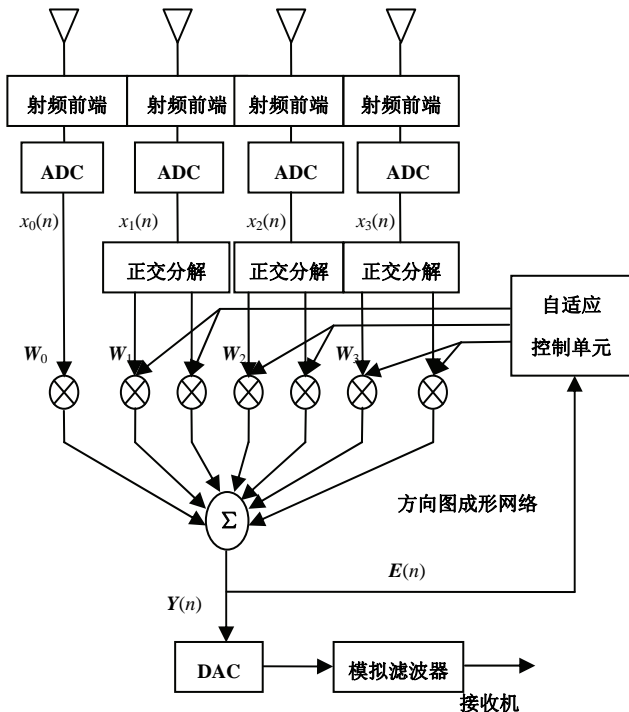 射频前端 射频前端 射频前端 射频前端
ADC ADC ADC ADC
x₀(n) x₁(n) x₂(n) x₃(n)
正交分解 正交分解 正交分解
自适应
控制单元
W₀ W₁ W₂ W₃
Σ
方向图成形网络
E(n)
Y(n)
DAC 模拟滤波器
接收机